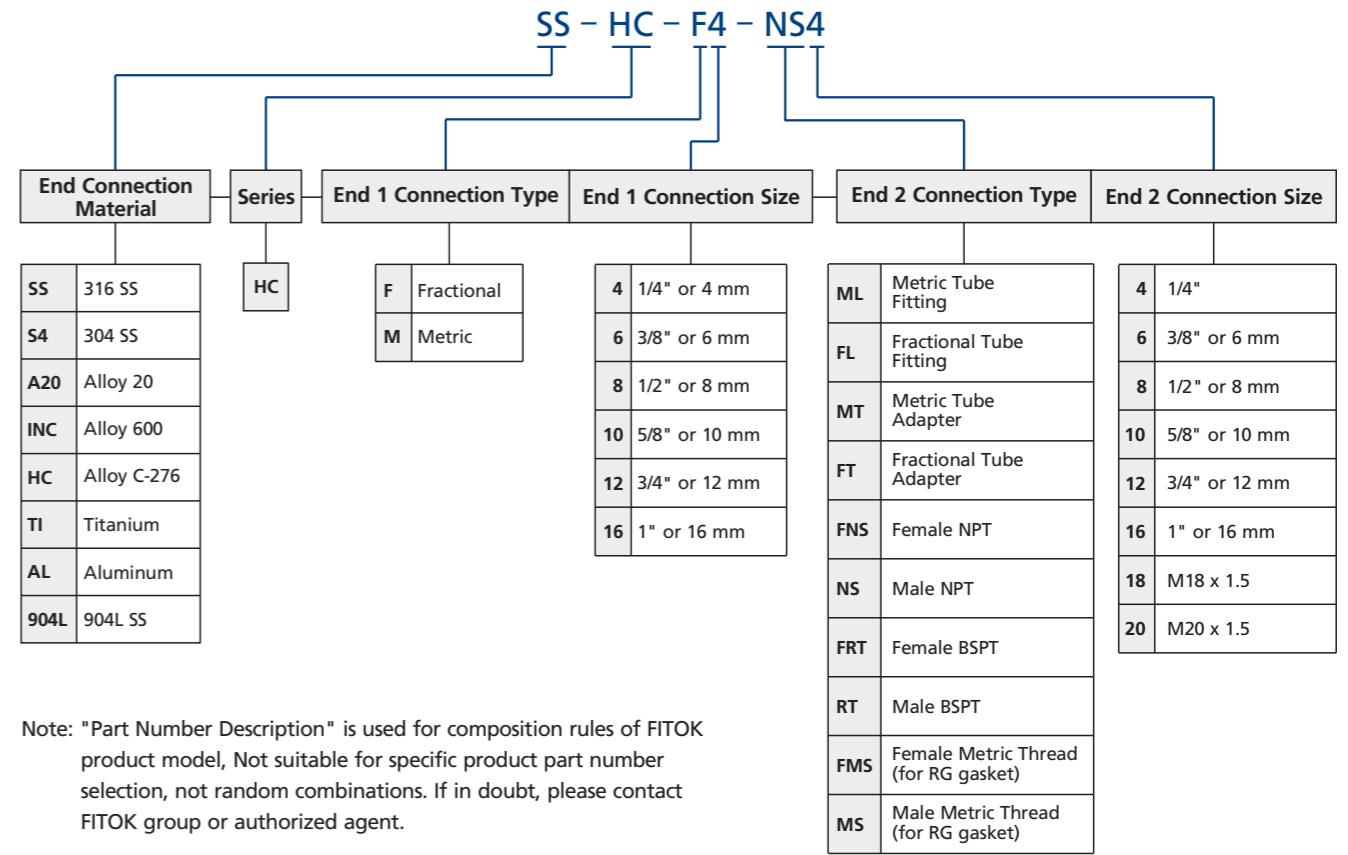 SS – HC – F4 – NS4
End Connection
Material
Series
End 1 Connection Type
End 1 Connection Size
End 2 Connection Type
End 2 Connection Size
SS 316 SS
S4 304 SS
A20 Alloy 20
INC Alloy 600
HC Alloy C-276
TI Titanium
AL Aluminum
904L 904L SS
HC
F Fractional
M Metric
4 1/4" or 4 mm
6 3/8" or 6 mm
8 1/2" or 8 mm
10 5/8" or 10 mm
12 3/4" or 12 mm
16 1" or 16 mm
ML Metric Tube
Fitting
FL Fractional Tube
Fitting
MT Metric Tube
Adapter
FT Fractional Tube
Adapter
FNS Female NPT
NS Male NPT
FRT Female BSPT
RT Male BSPT
FMS Female Metric Thread
(for RG gasket)
MS Male Metric Thread
(for RG gasket)
4 1/4"
6 3/8" or 6 mm
8 1/2" or 8 mm
10 5/8" or 10 mm
12 3/4" or 12 mm
16 1" or 16 mm
18 M18 x 1.5
20 M20 x 1.5
Note: "Part Number Description" is used for composition rules of FITOK
product model, Not suitable for specific product part number
selection, not random combinations. If in doubt, please contact
FITOK group or authorized agent.